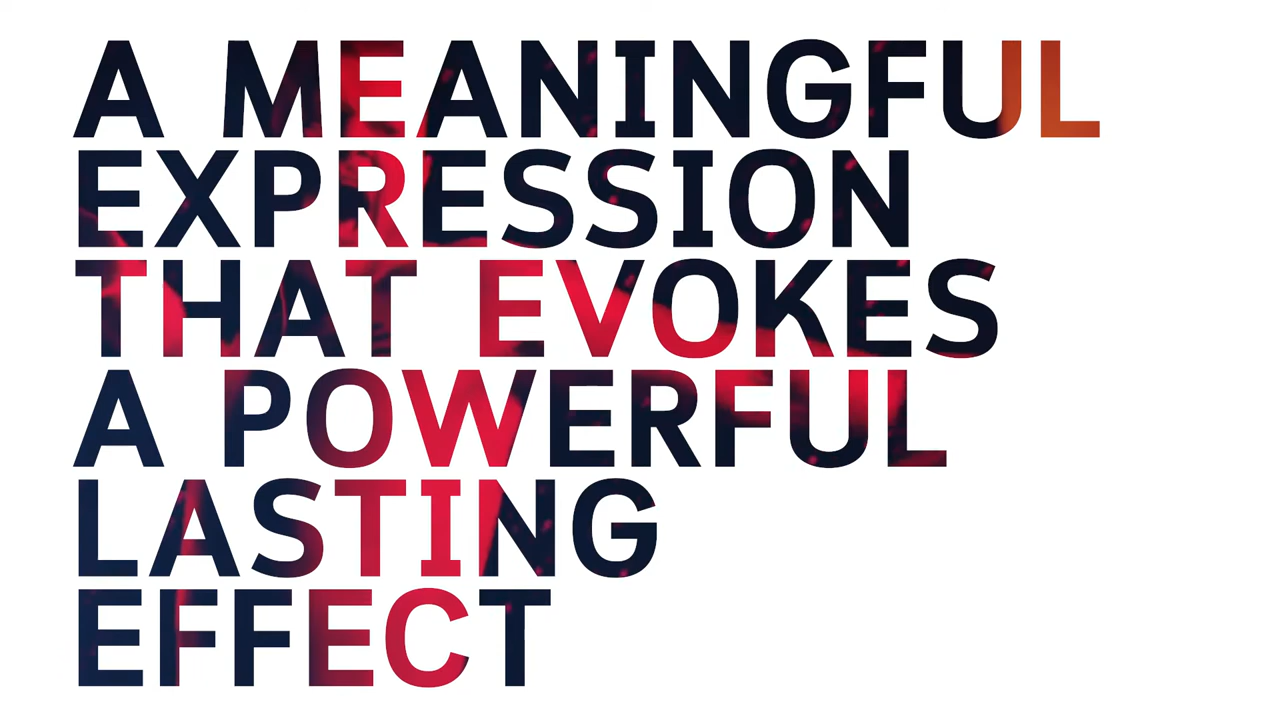 A MEANINGFUL
EXPRESSION
THAT EVOKES
A POWERFUL
LASTING
EFFECT